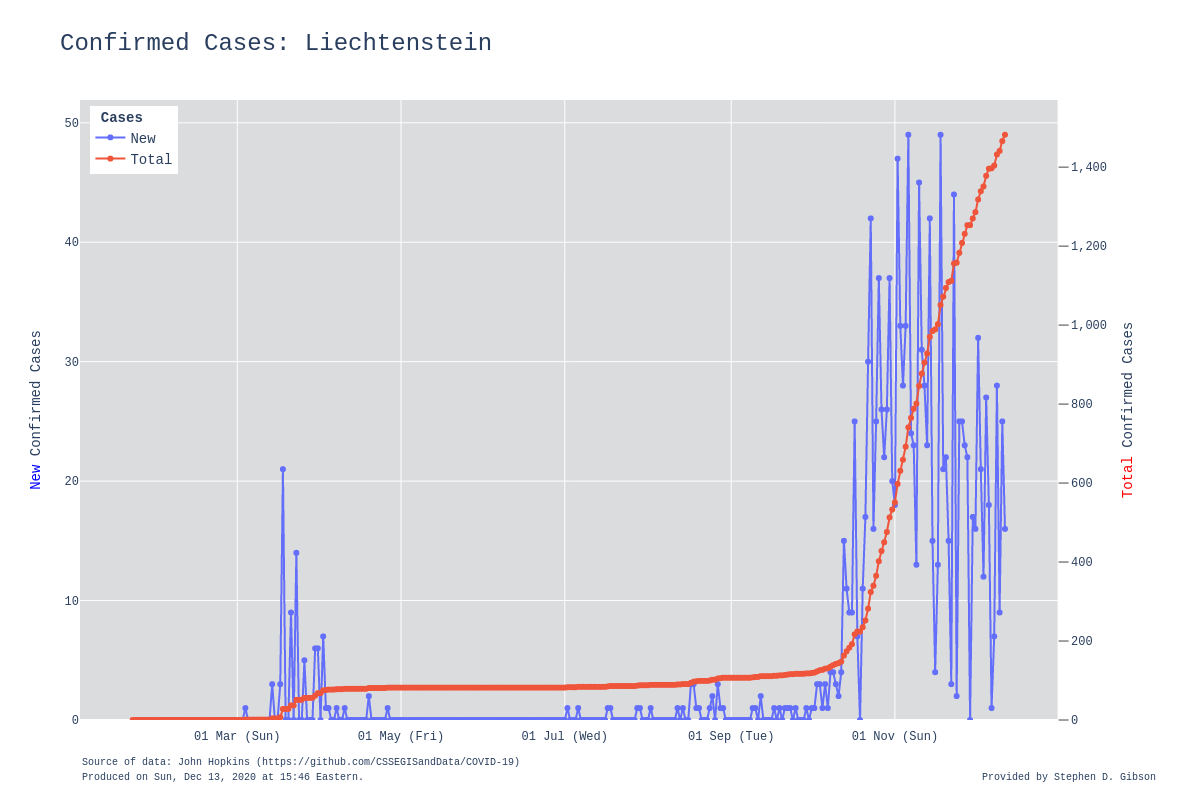 Confirmed Cases: Liechtenstein
Cases
New
Total
50
40
30
20
10
0
New Confirmed Cases
1,400
1,200
1,000
800
600
400
200
0
Total Confirmed Cases
01 Mar (Sun)
01 May (Fri)
01 Jul (Wed)
01 Sep (Tue)
01 Nov (Sun)
Source of data: John Hopkins (https://github.com/CSSEGISandData/COVID-19)
Produced on Sun, Dec 13, 2020 at 15:46 Eastern.
Provided by Stephen D. Gibson